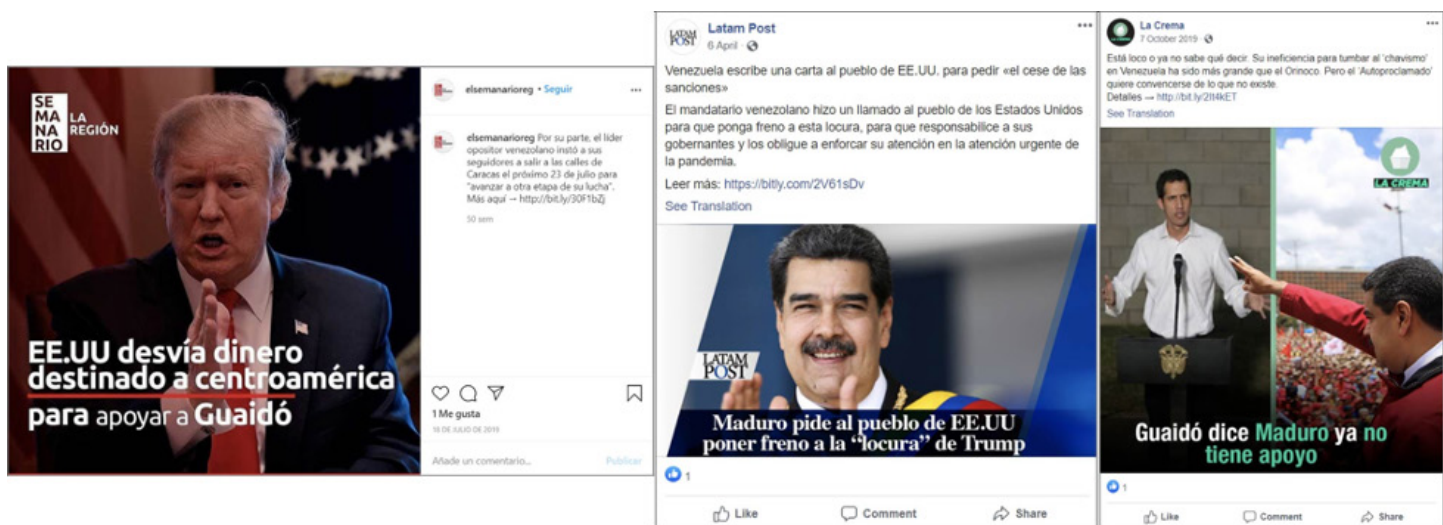 SE
MA
NA
RIO
LA
REGIÓN
EE.UU desvía dinero
destinado a centroamérica
para apoyar a Guaidó
elsemanarioreg • Seguir
elsemanarioreg Por su parte, el líder
opositor venezolano instó a sus
seguidores a salir a las calles de
Caracas el próximo 23 de julio para
"avanzar a otra etapa de su lucha".
Más aquí → http://bit.ly/30F1bZj
50 sem
1 Me gusta
16 DE JULIO DE 2019
Añade un comentario...
Publicar
LATAM
POST
Latam Post
6 April
Venezuela escribe una carta al pueblo de EE.UU. para pedir «el cese de las
sanciones»
El mandatario venezolano hizo un llamado al pueblo de los Estados Unidos
para que ponga freno a esta locura, para que responsabilice a sus
gobernantes y los obligue a enforcar su atención en la atención urgente de
la pandemia.
Leer más: https://bitly.com/2V61sDv
See Translation
LATAM
POST
Maduro pide al pueblo de EE.UU
poner freno a la “locura” de Trump
1
Like
Comment
Share
La Crema
7 October 2019
Está loco o ya no sabe qué decir. Su ineficiencia para tumbar al 'chavismo'
en Venezuela ha sido más grande que el Orinoco. Pero el 'Autoproclamado'
quiere convencerse de lo que no existe.
Detalles → http://bit.ly/2It4kET
See Translation
LA CREMA
Guaidó dice Maduro ya no
tiene apoyo
1
Like
Comment
Share